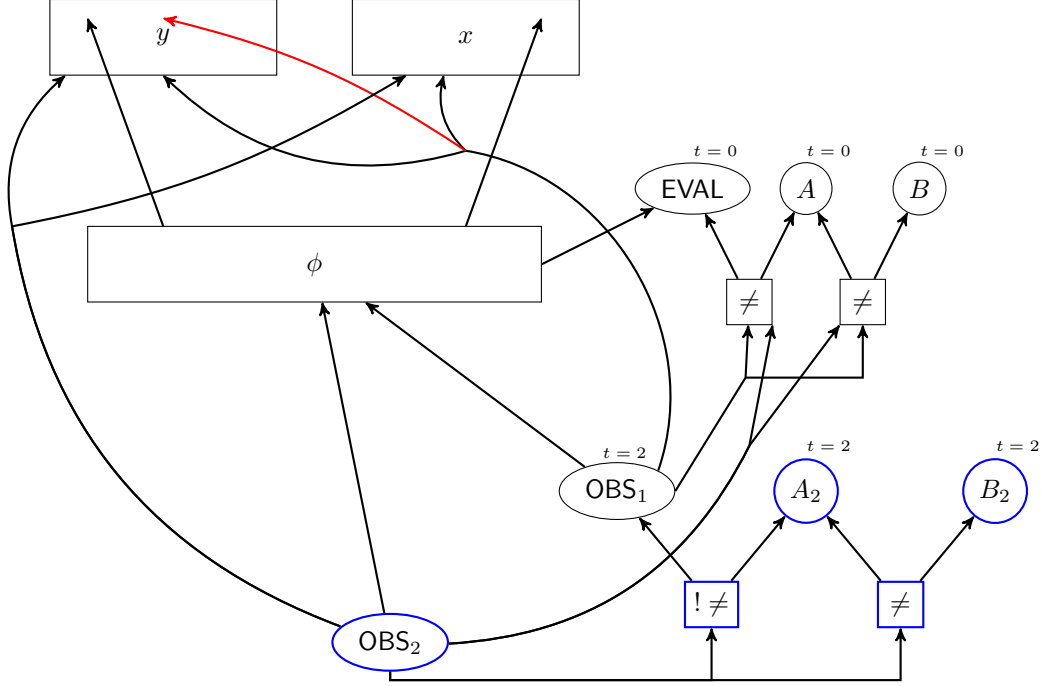 y x
t = 0 t = 0 t = 0
EVAL A B
ϕ
≠ ≠
t = 2 t = 2 t = 2
OBS₁ A₂ B₂
! ≠ ≠
OBS₂